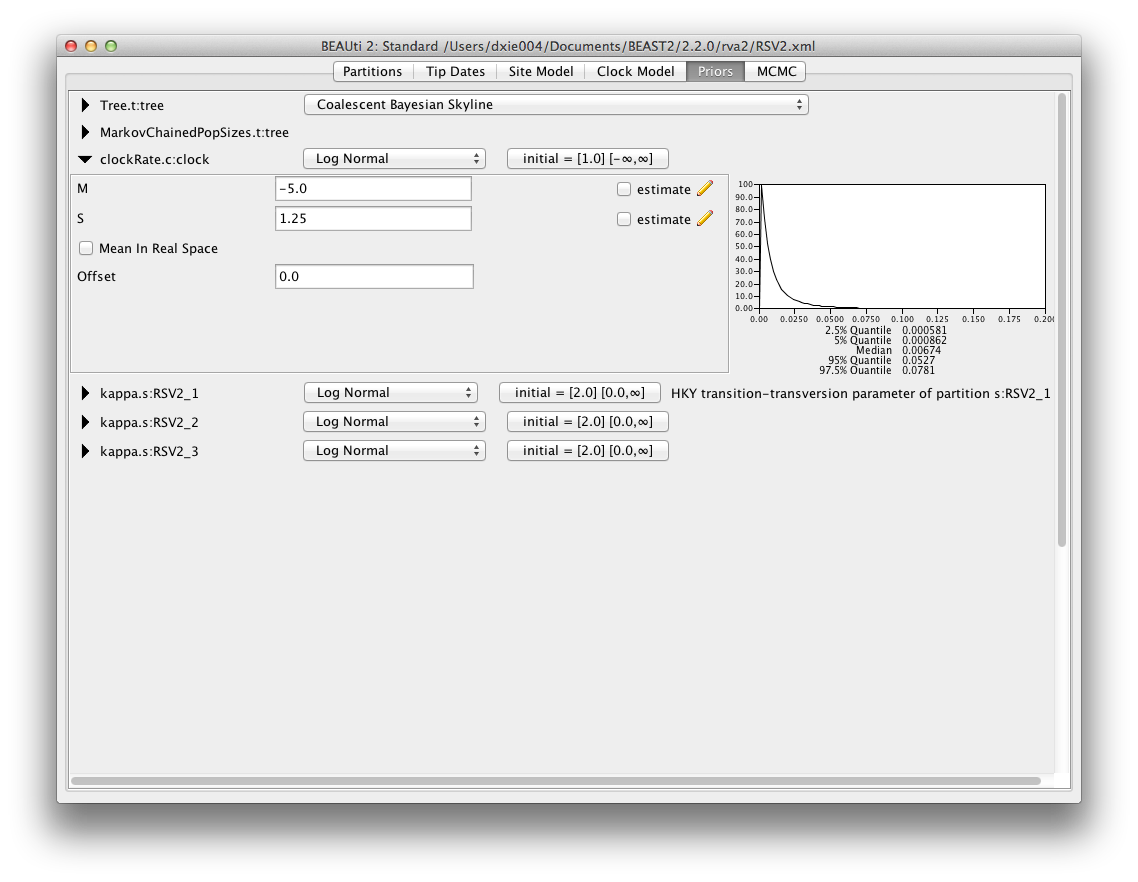 BEAUti 2: Standard /Users/dxie004/Documents/BEAST2/2.2.0/rva2/RSV2.xml
Partitions Tip Dates Site Model Clock Model Priors MCMC
Tree.t:tree Coalescent Bayesian Skyline
MarkovChainedPopSizes.t:tree
clockRate.c:clock Log Normal initial = [1.0] [-∞,∞]
M -5.0 estimate
S 1.25 estimate
Mean In Real Space
Offset 0.0
100
90.0
80.0
70.0
60.0
50.0
40.0
30.0
20.0
10.0
0.00
0.00 0.0250 0.0500 0.0750 0.100 0.125 0.150 0.175 0.200
2.5% Quantile 0.000581
5% Quantile 0.000862
Median 0.00674
95% Quantile 0.0527
97.5% Quantile 0.0781
kappa.s:RSV2_1 Log Normal initial = [2.0] [0.0,∞] HKY transition-transversion parameter of partition s:RSV2_1
kappa.s:RSV2_2 Log Normal initial = [2.0] [0.0,∞]
kappa.s:RSV2_3 Log Normal initial = [2.0] [0.0,∞]